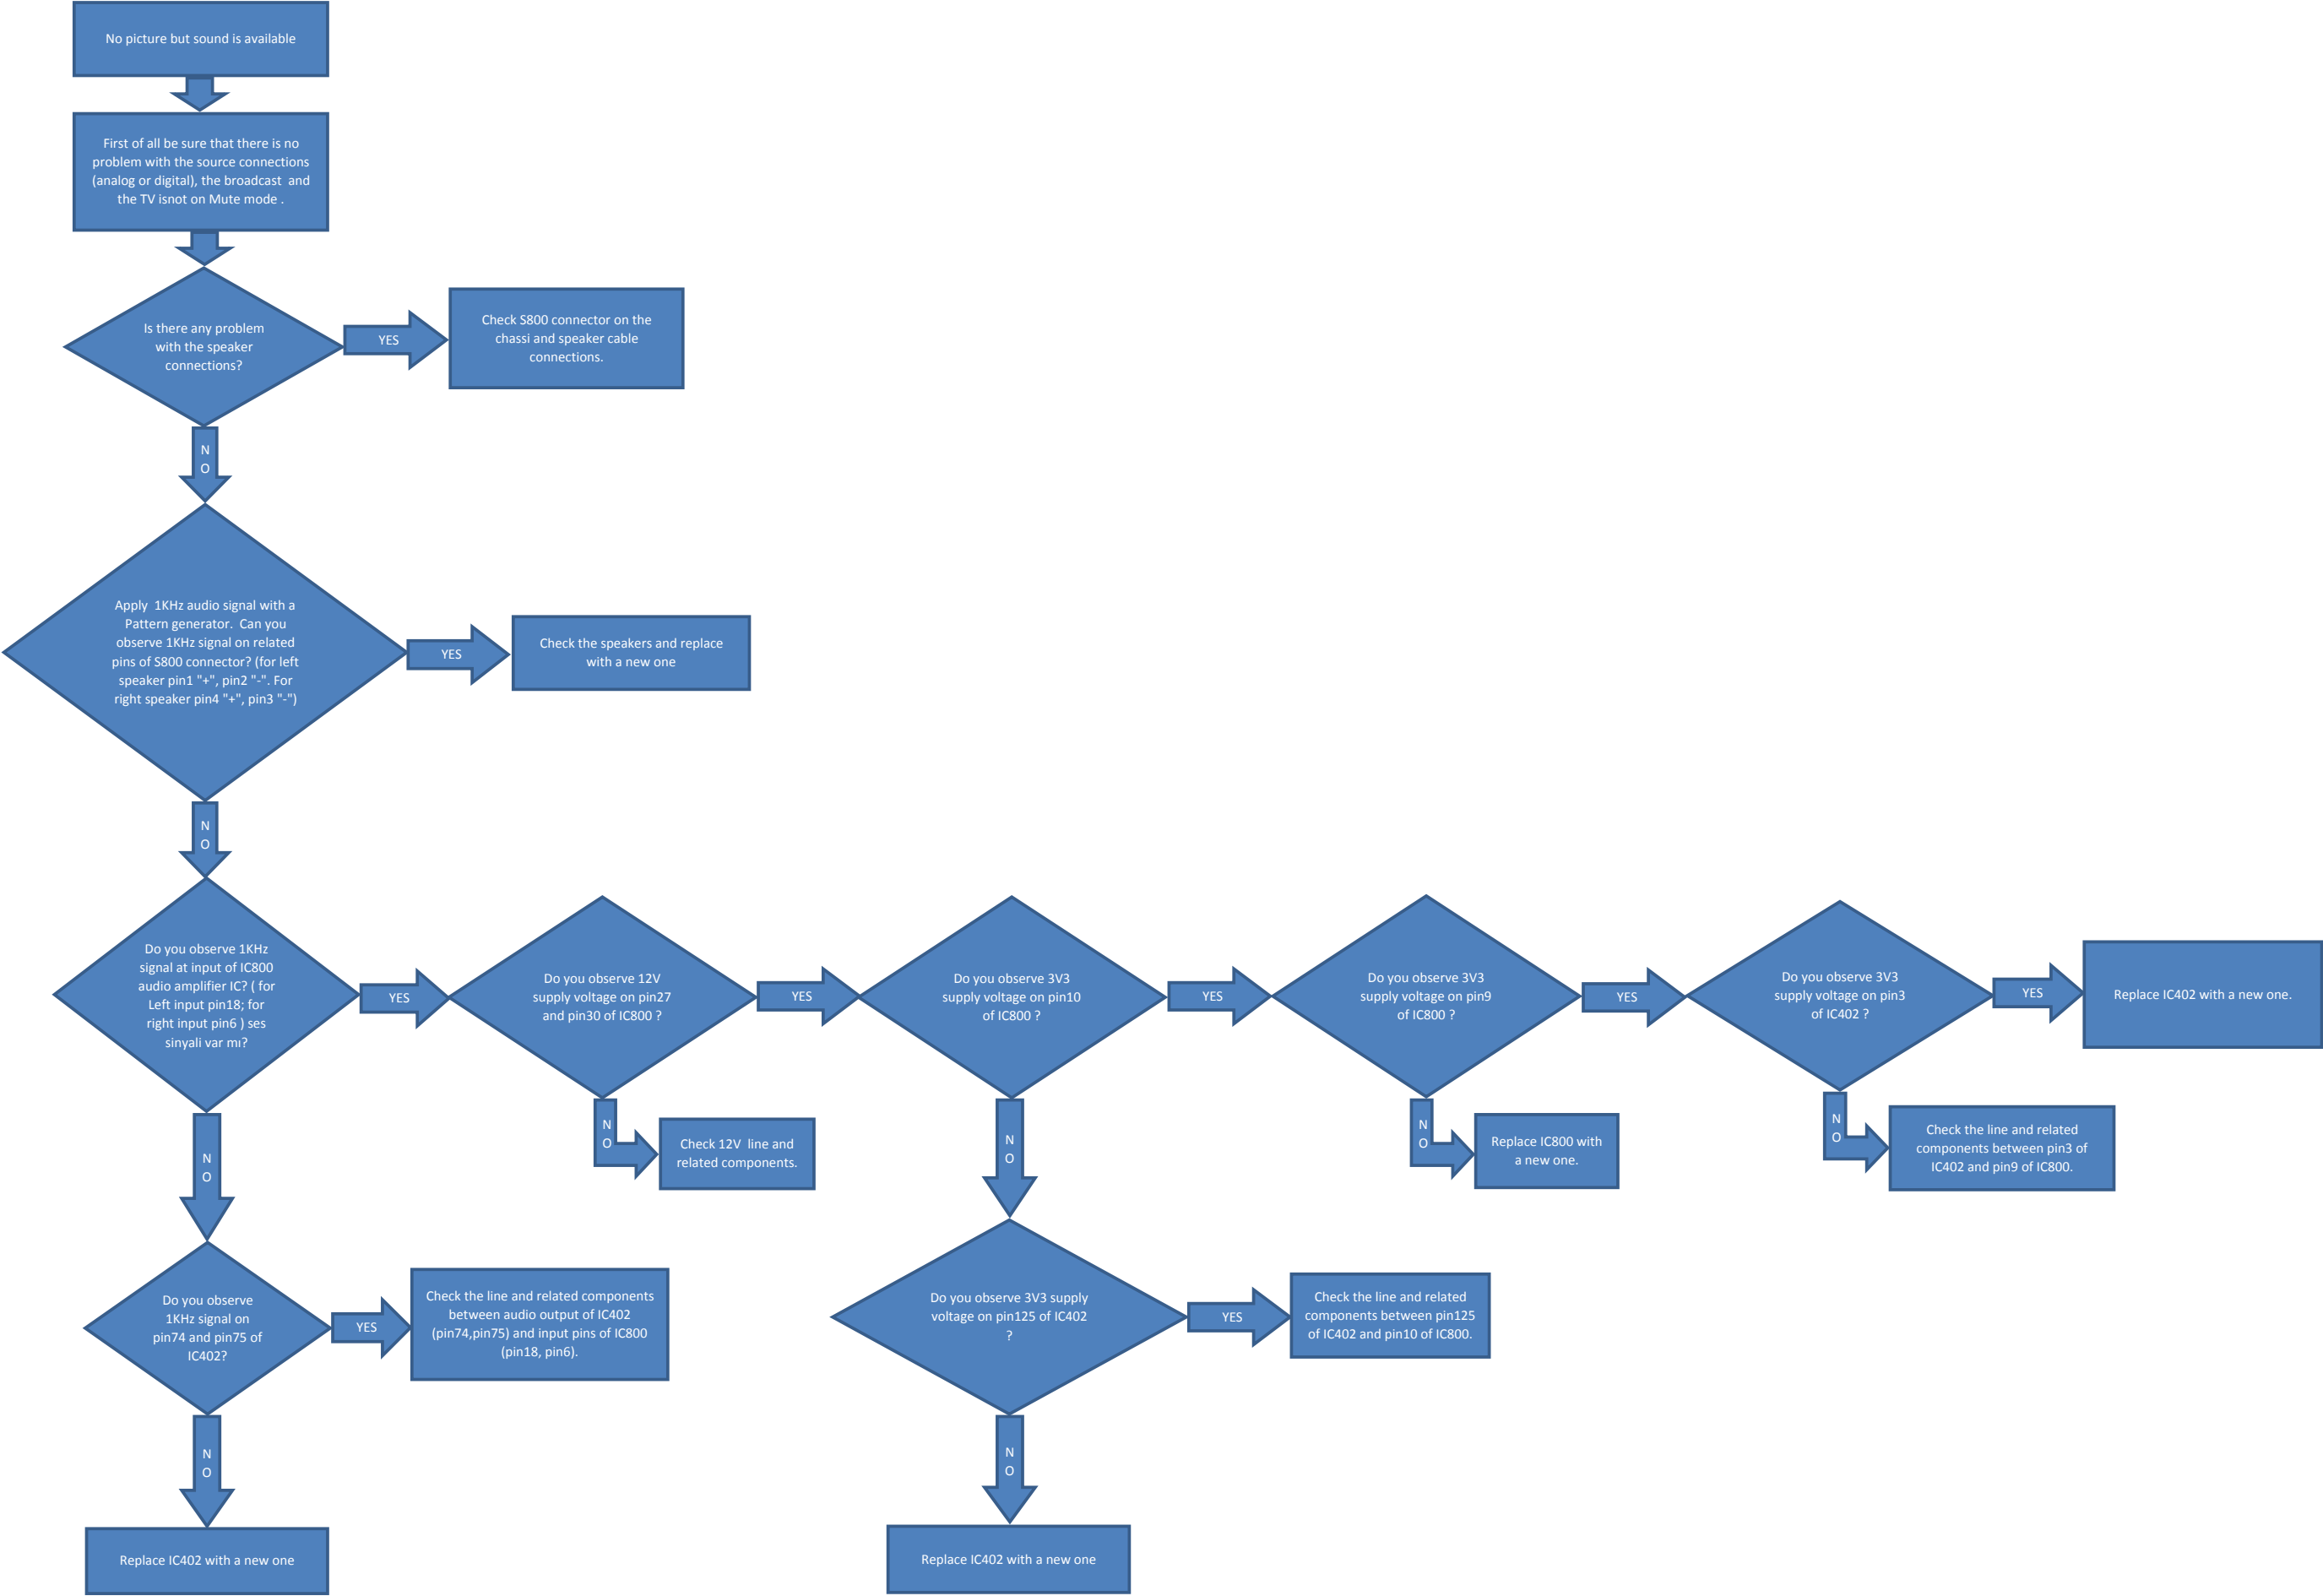 No picture but sound is available
First of all be sure that there is no
problem with the source connections
(analog or digital), the broadcast  and
the TV isnot on Mute mode .
Is there any problem
with the speaker
connections?
YES
Check S800 connector on the
chassi and speaker cable
connections.
N
O
Apply  1KHz audio signal with a
Pattern generator.  Can you
observe 1KHz signal on related
pins of S800 connector? (for left
speaker pin1 "+", pin2 "-". For
right speaker pin4 "+", pin3 "-")
YES
Check the speakers and replace
with a new one
N
O
Do you observe 1KHz
signal at input of IC800
audio amplifier IC? ( for
Left input pin18; for
right input pin6 ) ses
sinyali var mı?
YES
Do you observe 12V
supply voltage on pin27
and pin30 of IC800 ?
YES
Do you observe 3V3
supply voltage on pin10
of IC800 ?
YES
Do you observe 3V3
supply voltage on pin9
of IC800 ?
YES
Do you observe 3V3
supply voltage on pin3
of IC402 ?
YES
Replace IC402 with a new one.
N
O
N
O
Check 12V  line and
related components.
N
O
N
O
Replace IC800 with
a new one.
N
O
Check the line and related
components between pin3 of
IC402 and pin9 of IC800.
Do you observe
1KHz signal on
pin74 and pin75 of
IC402?
YES
Check the line and related components
between audio output of IC402
(pin74,pin75) and input pins of IC800
(pin18, pin6).
Do you observe 3V3 supply
voltage on pin125 of IC402
?
YES
Check the line and related
components between pin125
of IC402 and pin10 of IC800.
N
O
N
O
Replace IC402 with a new one
Replace IC402 with a new one